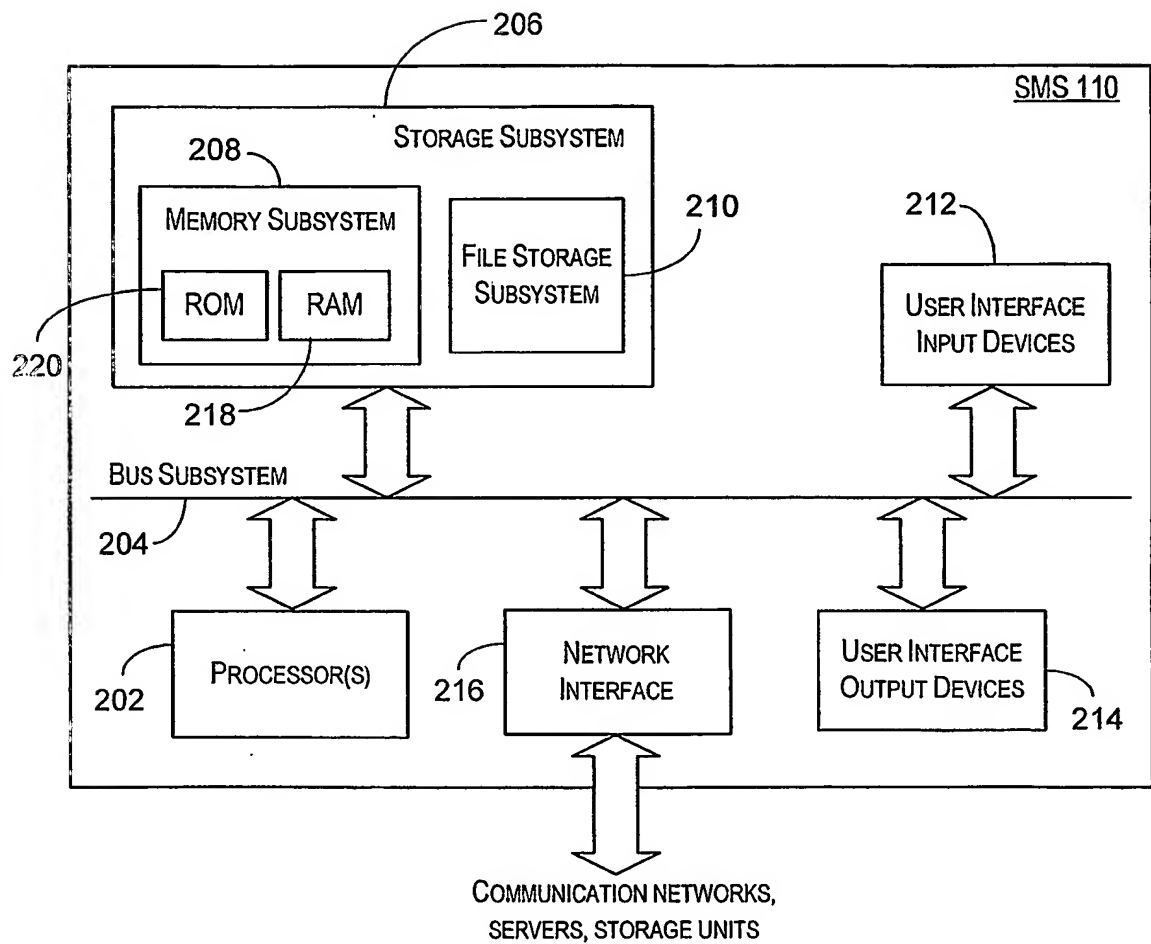 206
SMS 110
STORAGE SUBSYSTEM
208
MEMORY SUBSYSTEM
210
212
FILE STORAGE
SUBSYSTEM
ROM
RAM
USER INTERFACE
INPUT DEVICES
220
218
BUS SUBSYSTEM
204
PROCESSOR(S)
202
NETWORK
INTERFACE
216
USER INTERFACE
OUTPUT DEVICES
214
COMMUNICATION NETWORKS,
SERVERS, STORAGE UNITS